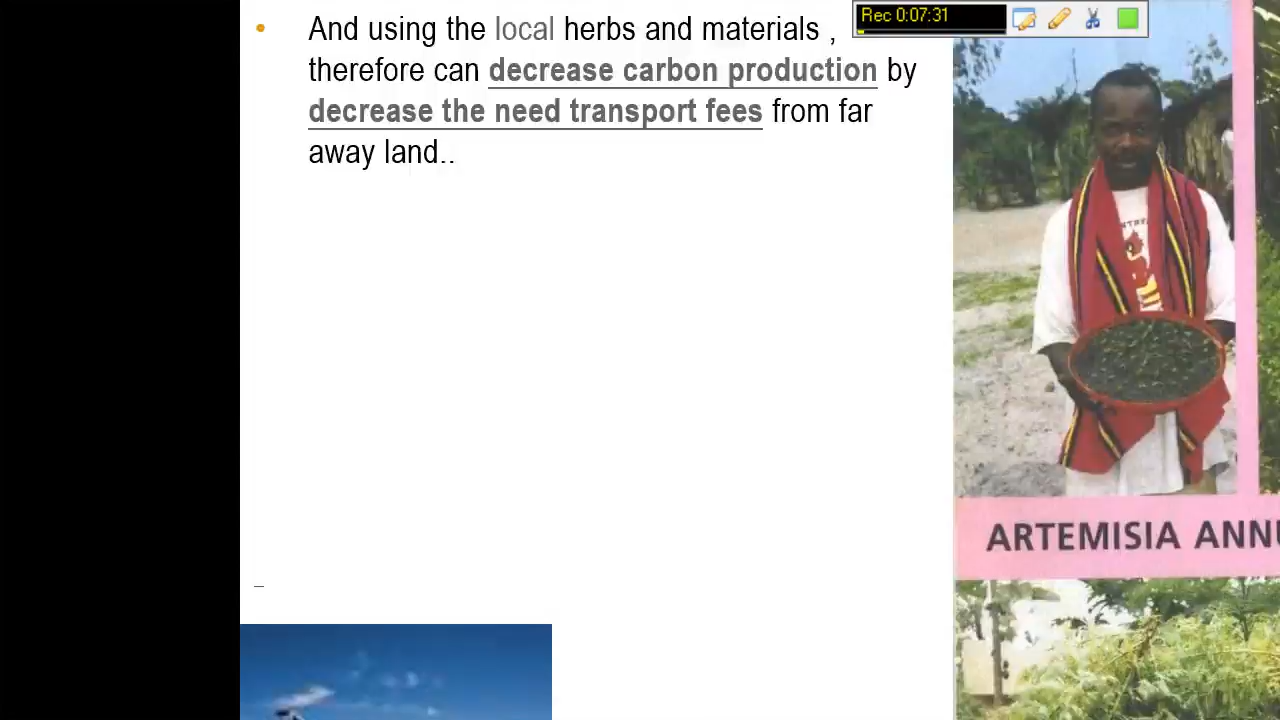 Rec 0:07:31
• And using the local herbs and materials ,
therefore can decrease carbon production by
decrease the need transport fees from far
away land..
–
ARTEMISIA ANNU